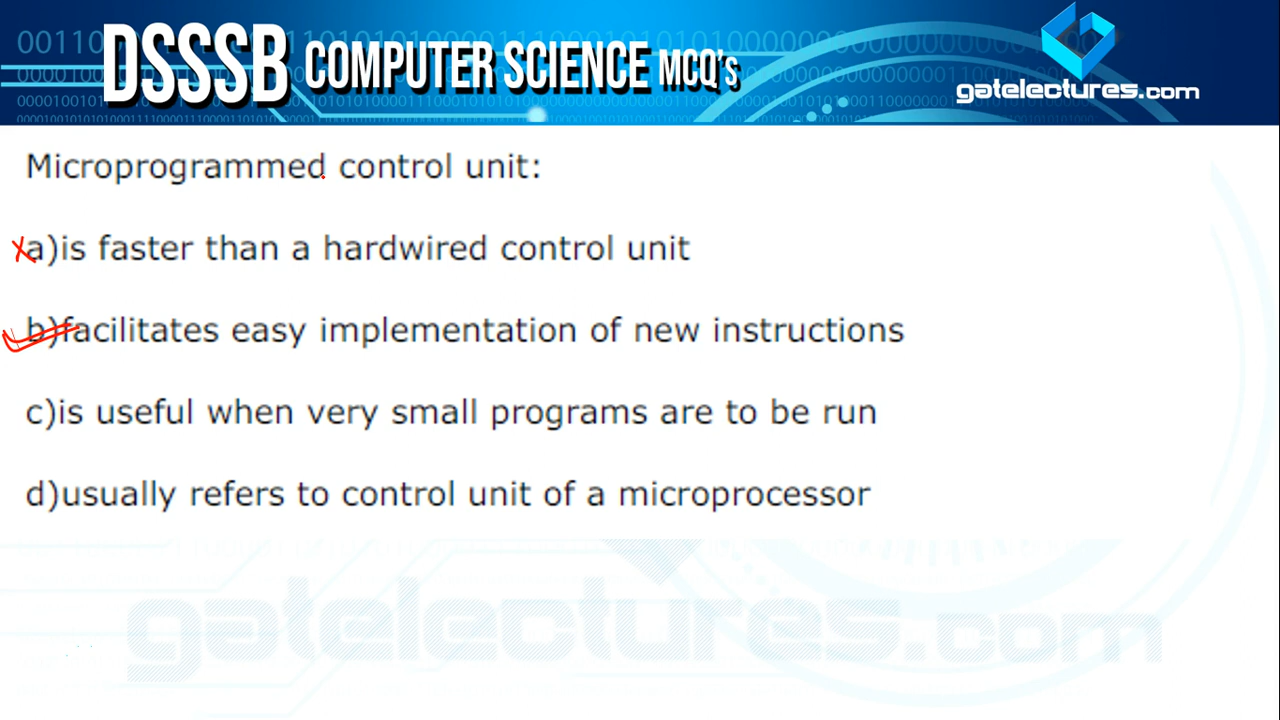 DSSSB COMPUTER SCIENCE MCQ's
gatelectures.com
Microprogrammed control unit:
a)is faster than a hardwired control unit
b)facilitates easy implementation of new instructions
c)is useful when very small programs are to be run
d)usually refers to control unit of a microprocessor
gatelectures.com